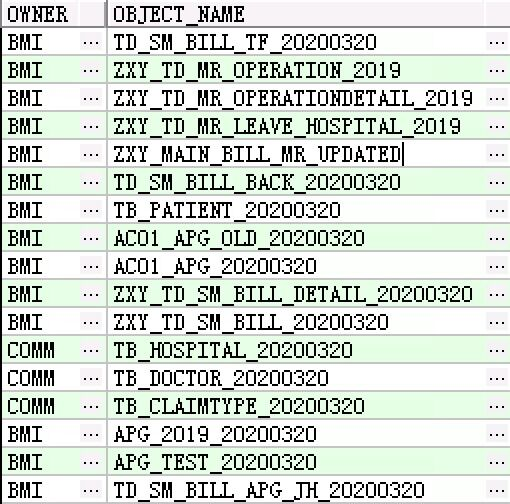 OWNER OBJECT_NAME
BMI ... TD_SM_BILL_TF_20200320 ...
BMI ... ZXY_TD_MR_OPERATION_2019 ...
BMI ... ZXY_TD_MR_OPERATIONDETAIL_2019 ...
BMI ... ZXY_TD_MR_LEAVE_HOSPITAL_2019 ...
BMI ... ZXY_MAIN_BILL_MR_UPDATED ...
BMI ... TD_SM_BILL_BACK_20200320 ...
BMI ... TB_PATIENT_20200320 ...
BMI ... AC01_APG_OLD_20200320 ...
BMI ... AC01_APG_20200320 ...
BMI ... ZXY_TD_SM_BILL_DETAIL_20200320 ...
BMI ... ZXY_TD_SM_BILL_20200320 ...
COMM ... TB_HOSPITAL_20200320 ...
COMM ... TB_DOCTOR_20200320 ...
COMM ... TB_CLAIMTYPE_20200320 ...
BMI ... APG_2019_20200320 ...
BMI ... APG_TEST_20200320 ...
BMI ... TD_SM_BILL_APG_JH_20200320 ...